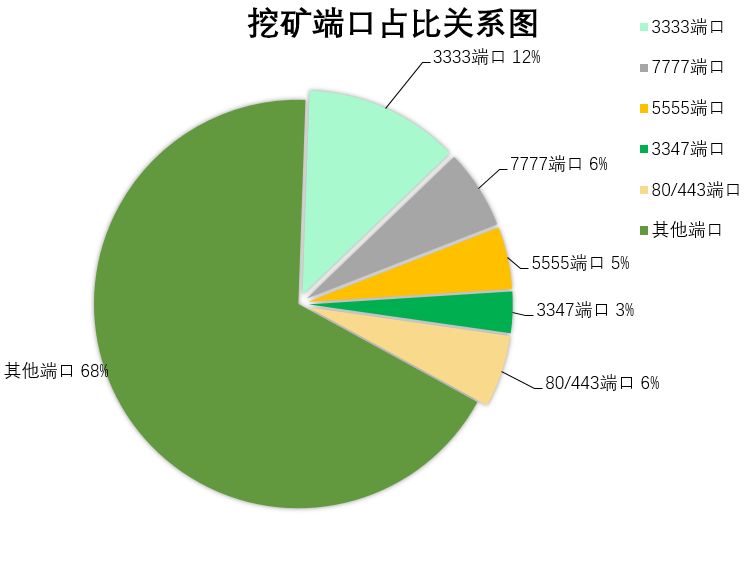 挖矿端口占比关系图
3333端口 12%
7777端口 6%
5555端口 5%
3347端口 3%
80/443端口 6%
其他端口 68%
3333端口
7777端口
5555端口
3347端口
80/443端口
其他端口